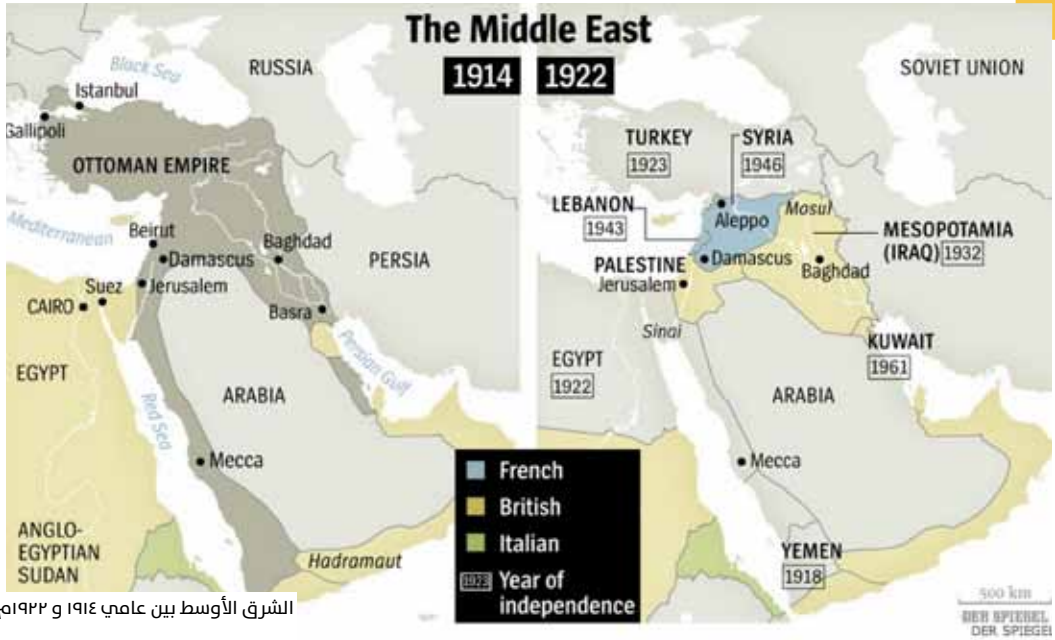 The Middle East
1914
1922
Black Sea
RUSSIA
Istanbul
Gallipoli
OTTOMAN EMPIRE
Mediterranean
Beirut
Damascus
Baghdad
PERSIA
Suez
Jerusalem
CAIRO
Basra
Persian Gulf
EGYPT
ARABIA
Red Sea
Mecca
ANGLO-
EGYPTIAN
SUDAN
Hadramaut
SOVIET UNION
TURKEY
1923
SYRIA
1946
LEBANON
1943
Aleppo
Mosul
MESOPOTAMIA
(IRAQ) 1932
Damascus
Baghdad
PALESTINE
Jerusalem
Sinai
KUWAIT
1961
EGYPT
1922
ARABIA
Mecca
YEMEN
1918
French
British
Italian
1923 Year of
independence
500 km
DER SPIEGEL
DER SPIEGEL
الشرق الأوسط بين عامي ١٩١٤ و ١٩٢٢م